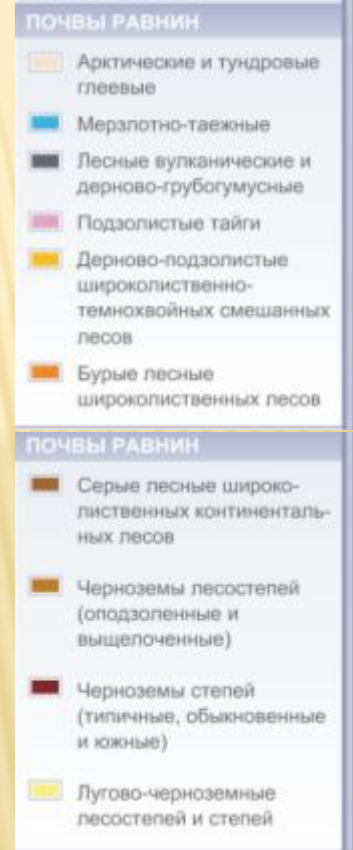 ПОЧВЫ РАВНИН
Арктические и тундровые
глеевые
Мерзлотно-таежные
Лесные вулканические и
дерново-грубогумусные
Подзолистые тайги
Дерново-подзолистые
широколиственно-
темнохвойных смешанных
лесов
Бурые лесные
широколиственных лесов
ПОЧВЫ РАВНИН
Серые лесные широко-
лиственных континенталь-
ных лесов
Черноземы лесостепей
(оподзоленные и
выщелоченные)
Черноземы степей
(типичные, обыкновенные
и южные)
Лугово-черноземные
лесостепей и степей